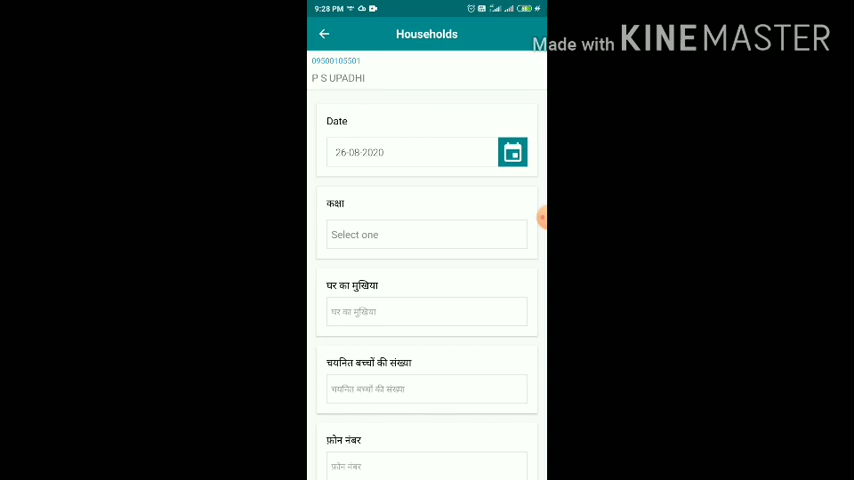 9:28 PM
Households
Made with KINEMASTER
09500105501
P S UPADHI
Date
26-08-2020
कक्षा
Select one
घर का मुखिया
घर का मुखिया
चयनित बच्चों की संख्या
चयनित बच्चों की संख्या
फ़ोन नंबर
फ़ोन नंबर